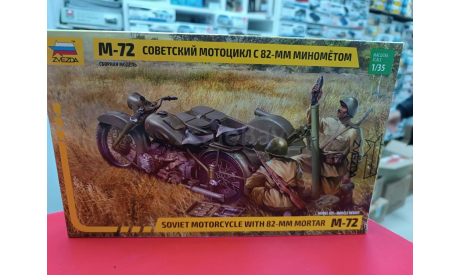 ZVEZDA
М-72 СОВЕТСКИЙ МОТОЦИКЛ С 82-ММ МИНОМЁТОМ
СБОРНАЯ МОДЕЛЬ
1/35
SOVIET MOTORCYCLE WITH 82-MM MORTAR M-72